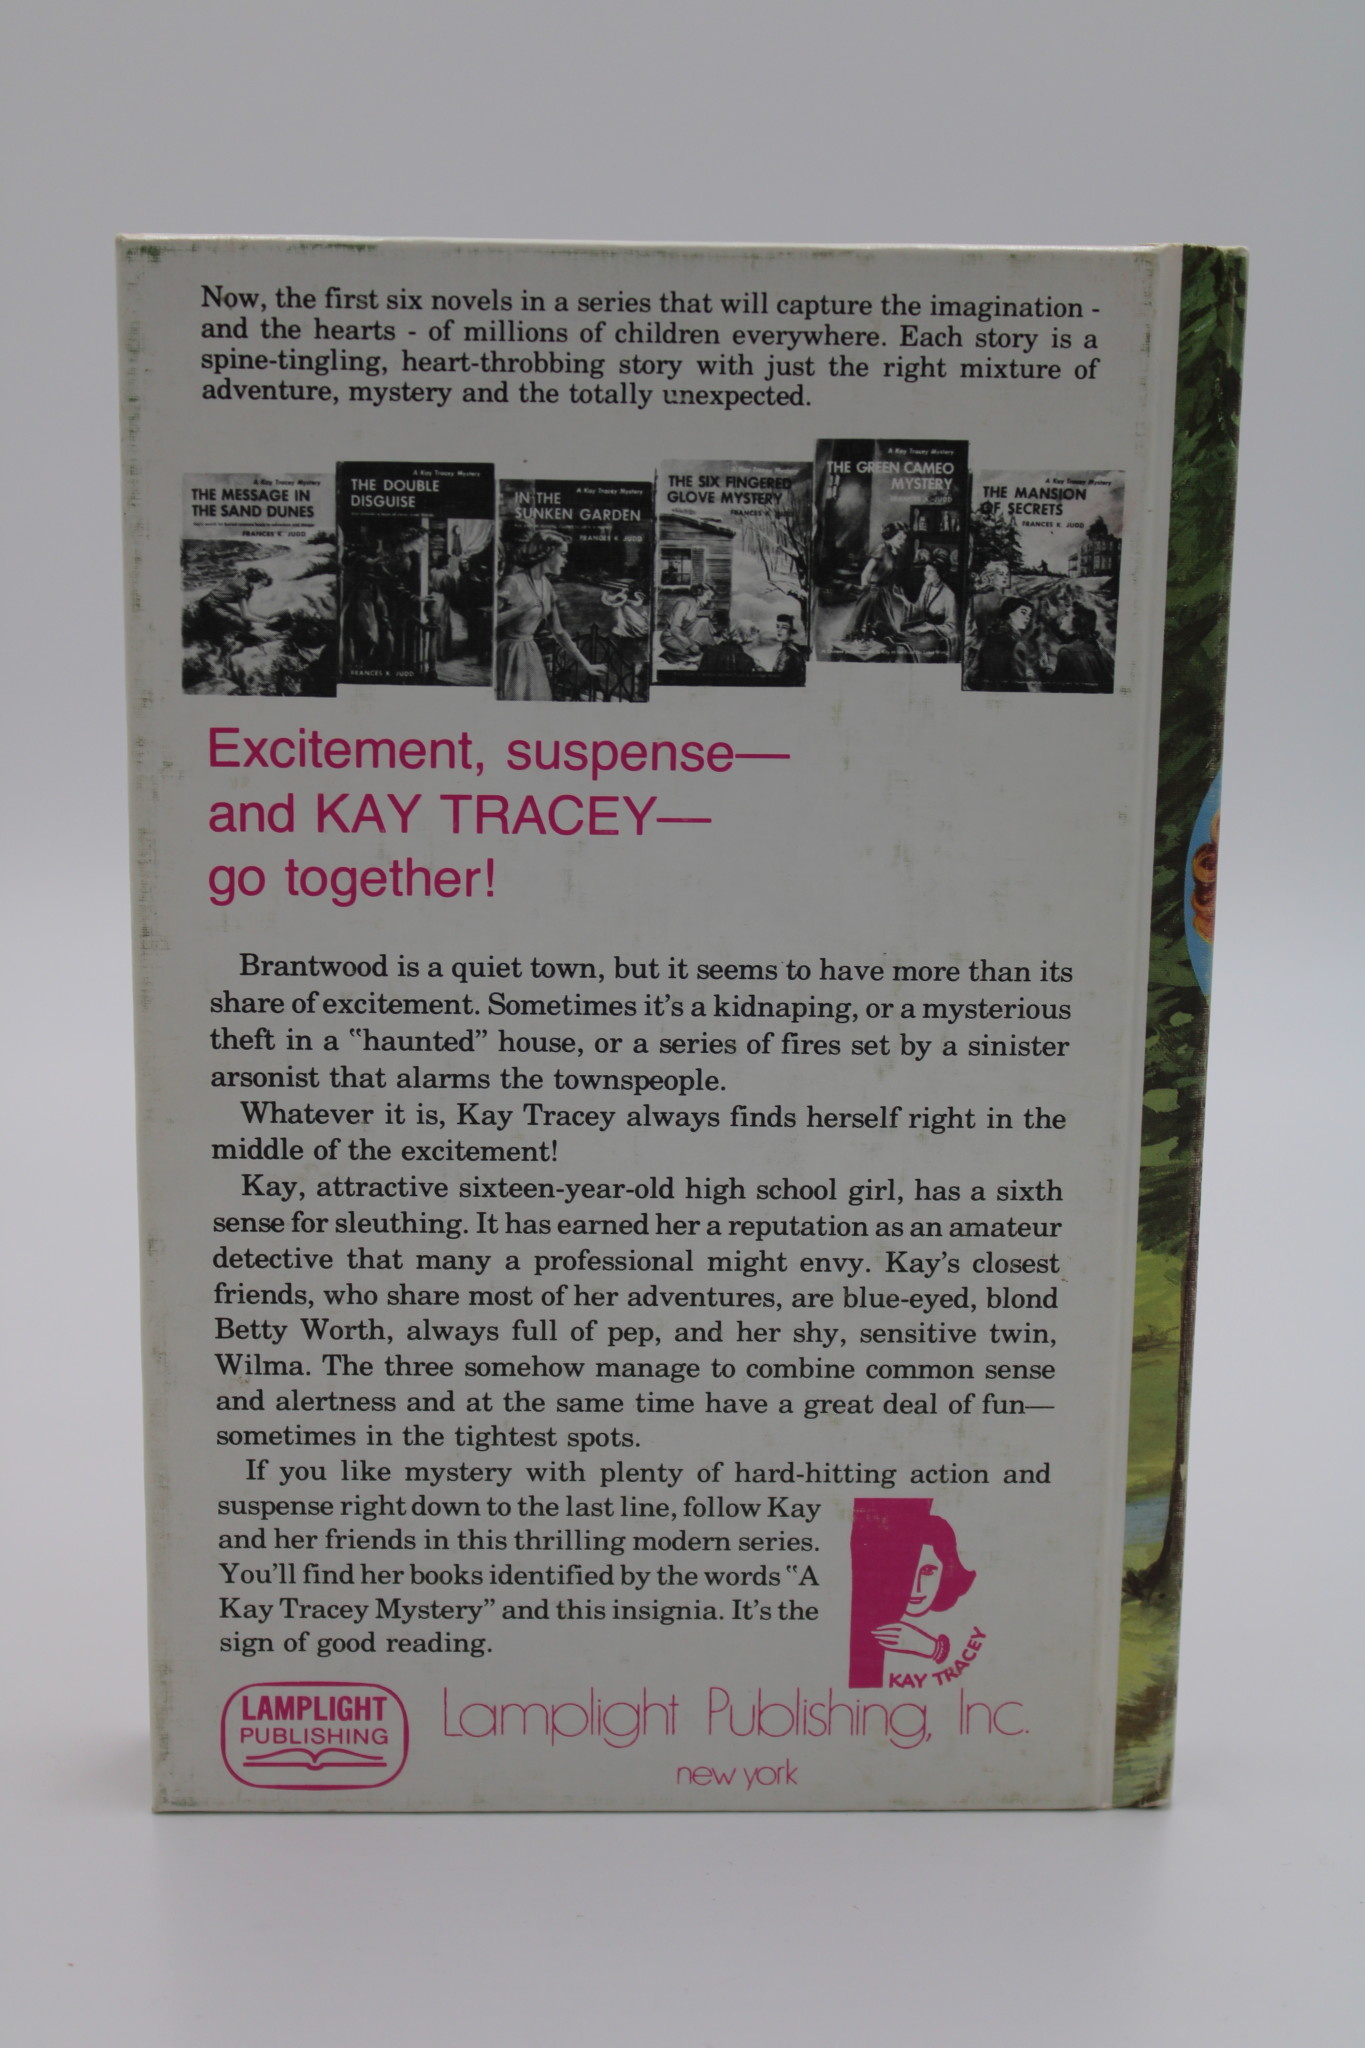 Now, the first six novels in a series that will capture the imagination -
and the hearts - of millions of children everywhere. Each story is a
spine-tingling, heart-throbbing story with just the right mixture of
adventure, mystery and the totally unexpected.
A Kay Tracey Mystery
THE MESSAGE IN
THE SAND DUNES
FRANCES K. JUDD
A Kay Tracey Mystery
THE DOUBLE
DISGUISE
FRANCES K. JUDD
A Kay Tracey Mystery
IN THE
SUNKEN GARDEN
FRANCES K. JUDD
A Kay Tracey Mystery
THE SIX FINGERED
GLOVE MYSTERY
FRANCES K. JUDD
A Kay Tracey Mystery
THE GREEN CAMEO
MYSTERY
FRANCES K. JUDD
A Kay Tracey Mystery
THE MANSION
OF SECRETS
FRANCES K. JUDD
Excitement, suspense—
and KAY TRACEY—
go together!
Brantwood is a quiet town, but it seems to have more than its
share of excitement. Sometimes it's a kidnaping, or a mysterious
theft in a "haunted" house, or a series of fires set by a sinister
arsonist that alarms the townspeople.
Whatever it is, Kay Tracey always finds herself right in the
middle of the excitement!
Kay, attractive sixteen-year-old high school girl, has a sixth
sense for sleuthing. It has earned her a reputation as an amateur
detective that many a professional might envy. Kay's closest
friends, who share most of her adventures, are blue-eyed, blond
Betty Worth, always full of pep, and her shy, sensitive twin,
Wilma. The three somehow manage to combine common sense
and alertness and at the same time have a great deal of fun—
sometimes in the tightest spots.
If you like mystery with plenty of hard-hitting action and
suspense right down to the last line, follow Kay
and her friends in this thrilling modern series.
You'll find her books identified by the words "A
Kay Tracey Mystery" and this insignia. It's the
sign of good reading.
KAY TRACEY
LAMPLIGHT
PUBLISHING
Lamplight Publishing, Inc.
new york